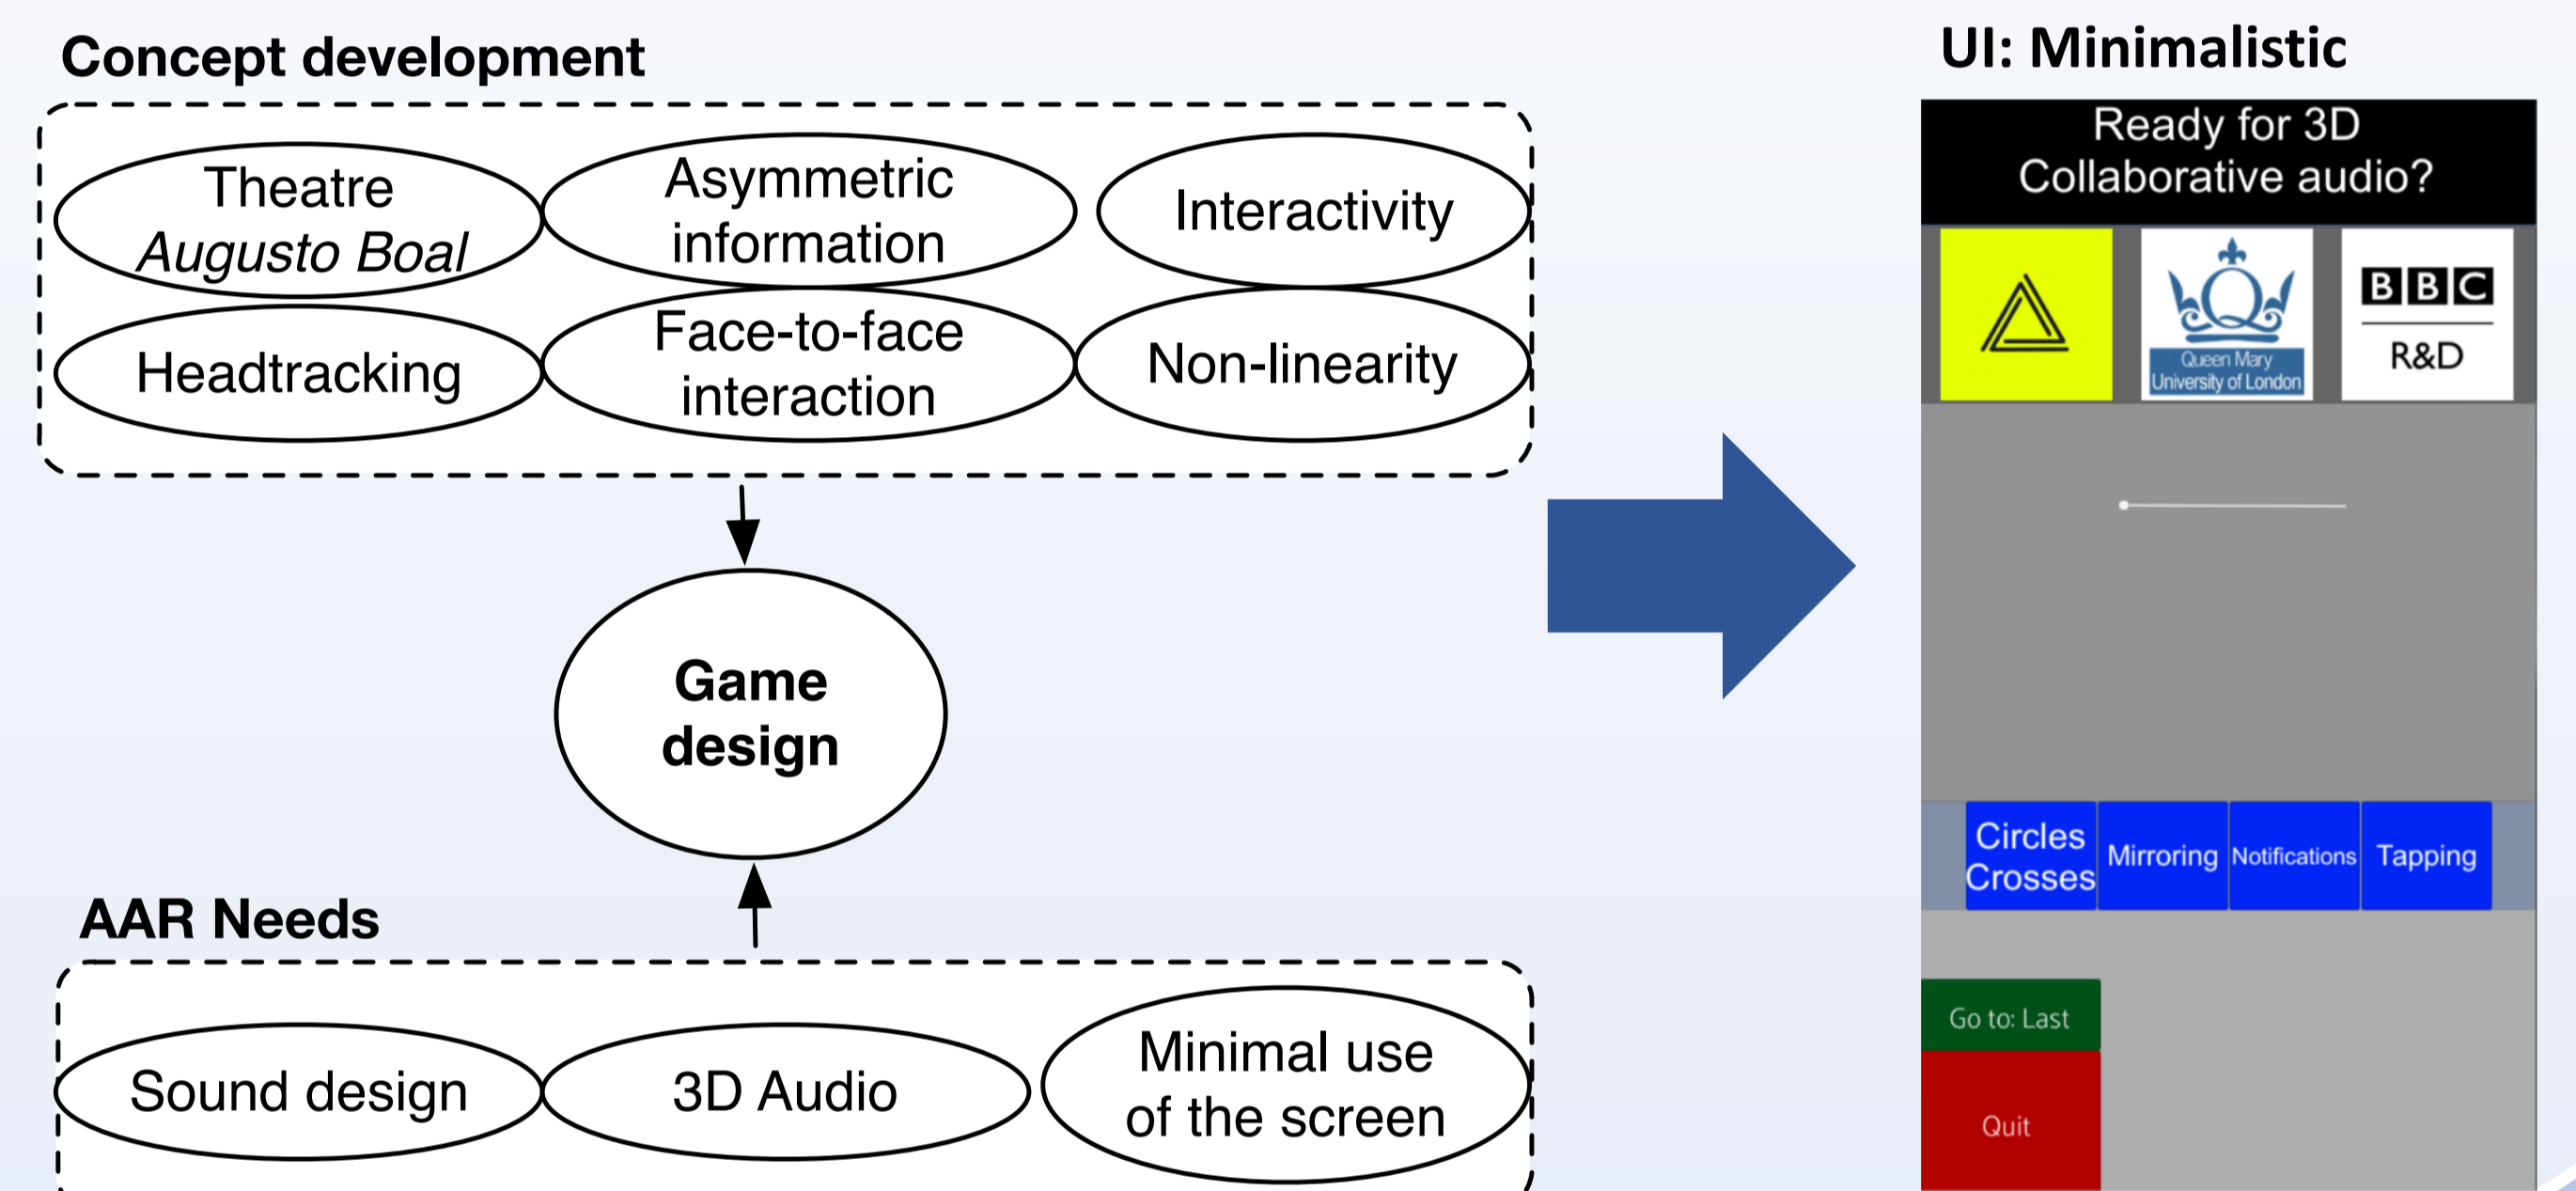 Concept development
Theatre
Augusto Boal
Asymmetric
information
Interactivity
Headtracking
Face-to-face
interaction
Non-linearity
Game
design
AAR Needs
Sound design
3D Audio
Minimal use
of the screen
UI: Minimalistic
Ready for 3D
Collaborative audio?
Queen Mary
University of London
BBC
R&D
Circles
Crosses
Mirroring
Notifications
Tapping
Go to: Last
Quit